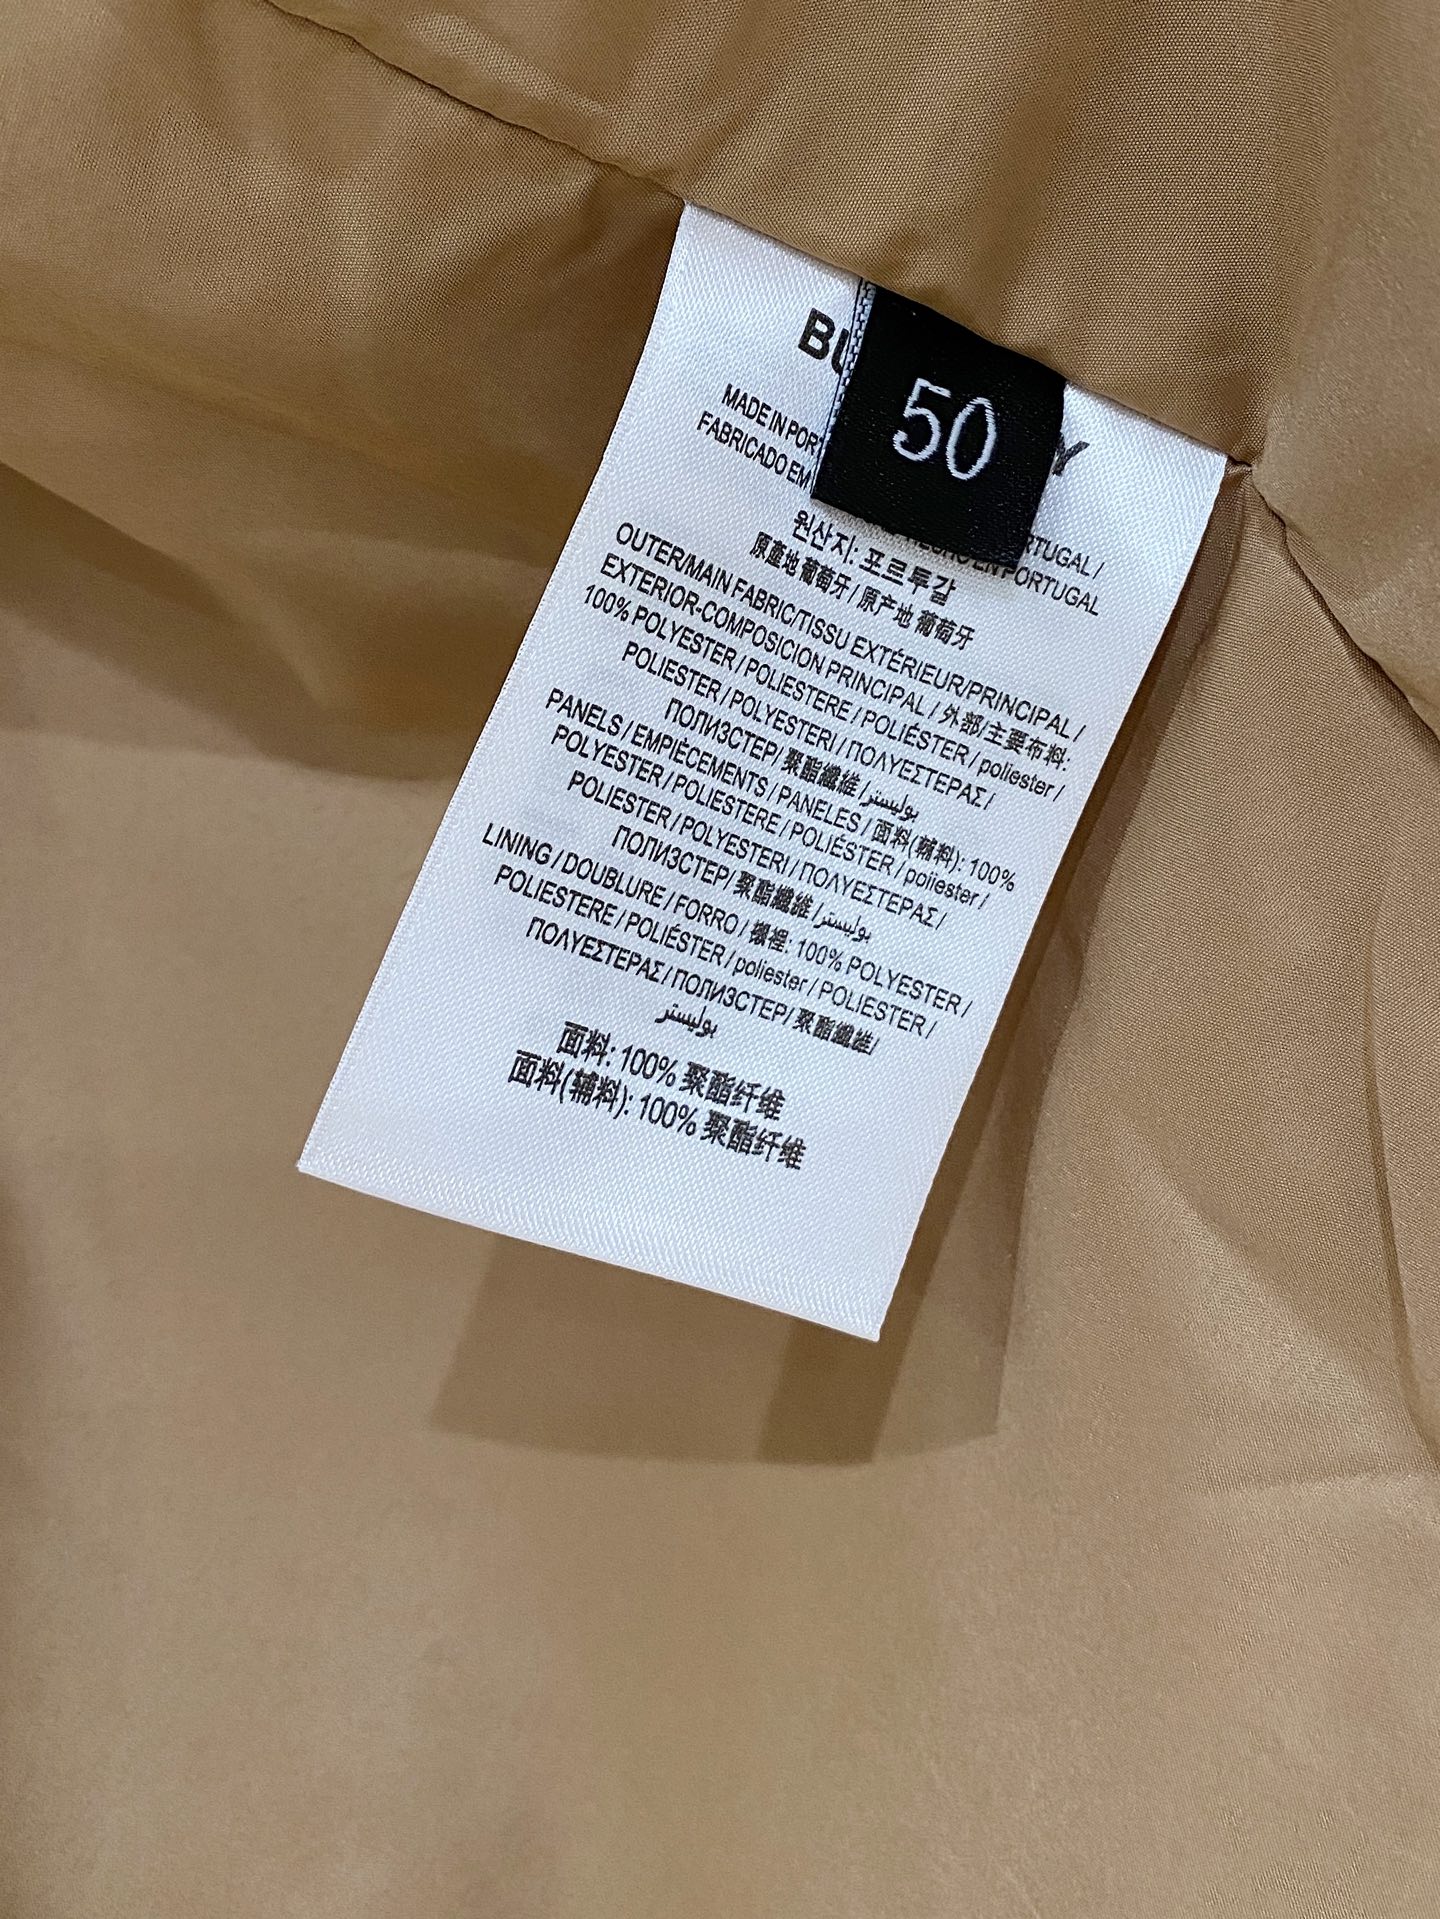 BU
Y
50
MADE IN POR
FABRICADO EM
RTUGAL /
EN PORTUGAL
원산지: 포르투갈
原產地 葡萄牙 / 原产地 葡萄牙
OUTER/MAIN FABRIC/TISSU EXTÉRIEUR/PRINCIPAL /
EXTERIOR-COMPOSICION PRINCIPAL / 外部/主要布料:
100% POLYESTER / POLIESTERE / POLIÉSTER / poliester /
POLIESTER / POLYESTERI / ΠΟΛΥΕΣΤΕΡΑΣ /
ПОЛИЗСТЕР/ 聚酯纖維 /بوليستر/
PANELS / EMPIÈCEMENTS / PANELES / 面料(輔料): 100%
POLYESTER / POLIESTERE / POLIÉSTER / poliester /
POLIESTER / POLYESTERI / ΠΟΛΥΕΣΤΕΡΑΣ /
ПОЛИЗСТЕР/ 聚酯纖維 /بوليستر/
LINING / DOUBLURE / FORRO / 襯裡: 100% POLYESTER /
POLIESTERE / POLIÉSTER / poliester / POLIESTER /
ΠΟΛΥΕΣΤΕΡΑΣ / ПОЛИЗСТЕР/ 聚酯纖維/
بوليستر
面料: 100% 聚酯纤维
面料(辅料): 100% 聚酯纤维